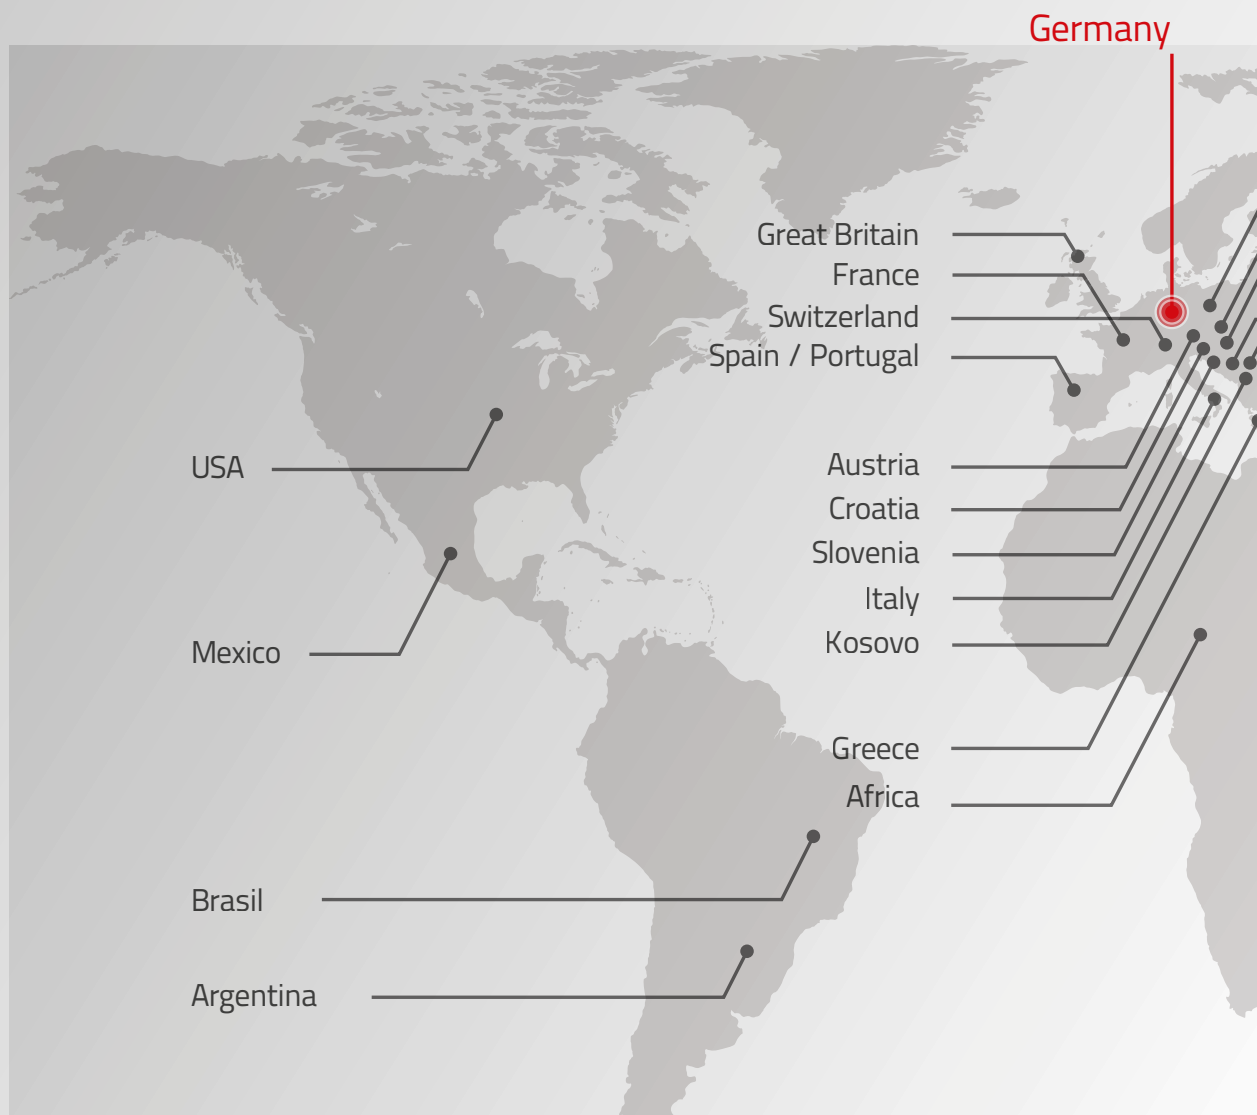 Germany
Great Britain
France
Switzerland
Spain / Portugal
USA
Austria
Croatia
Slovenia
Italy
Kosovo
Mexico
Greece
Africa
Brasil
Argentina